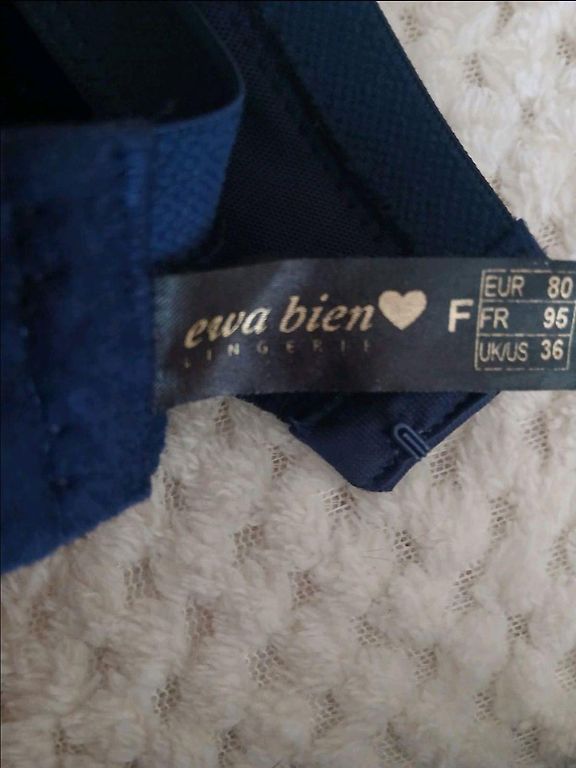 ewa bien
LINGERIE
F
EUR 80
FR 95
UK/US 36